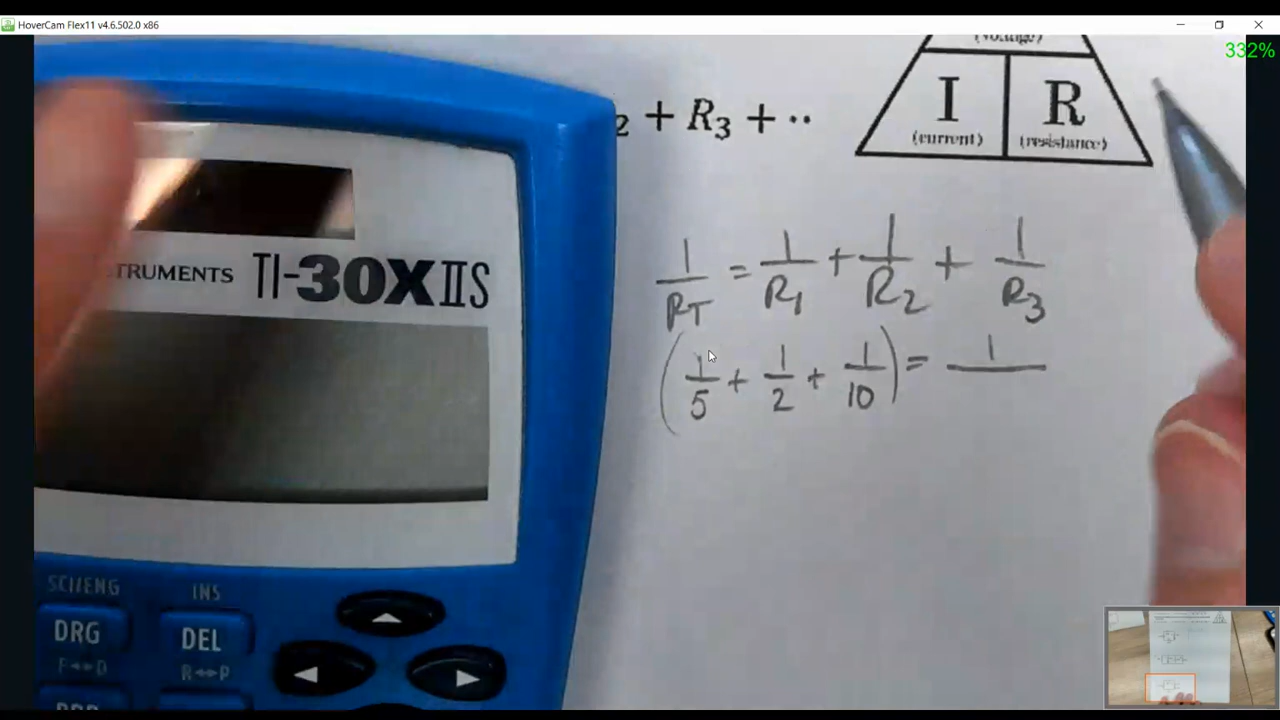 HoverCam Flex11 v4.6.502.0 x86
332%
2 + R3 + ··
(voltage)
I R
(current) (resistance)
STRUMENTS TI-30XIIS
1/RT = 1/R1 + 1/R2 + 1/R3
(1/5 + 1/2 + 1/10) = 1/
SCI/ENG INS
DRG DEL
F↔D R↔P